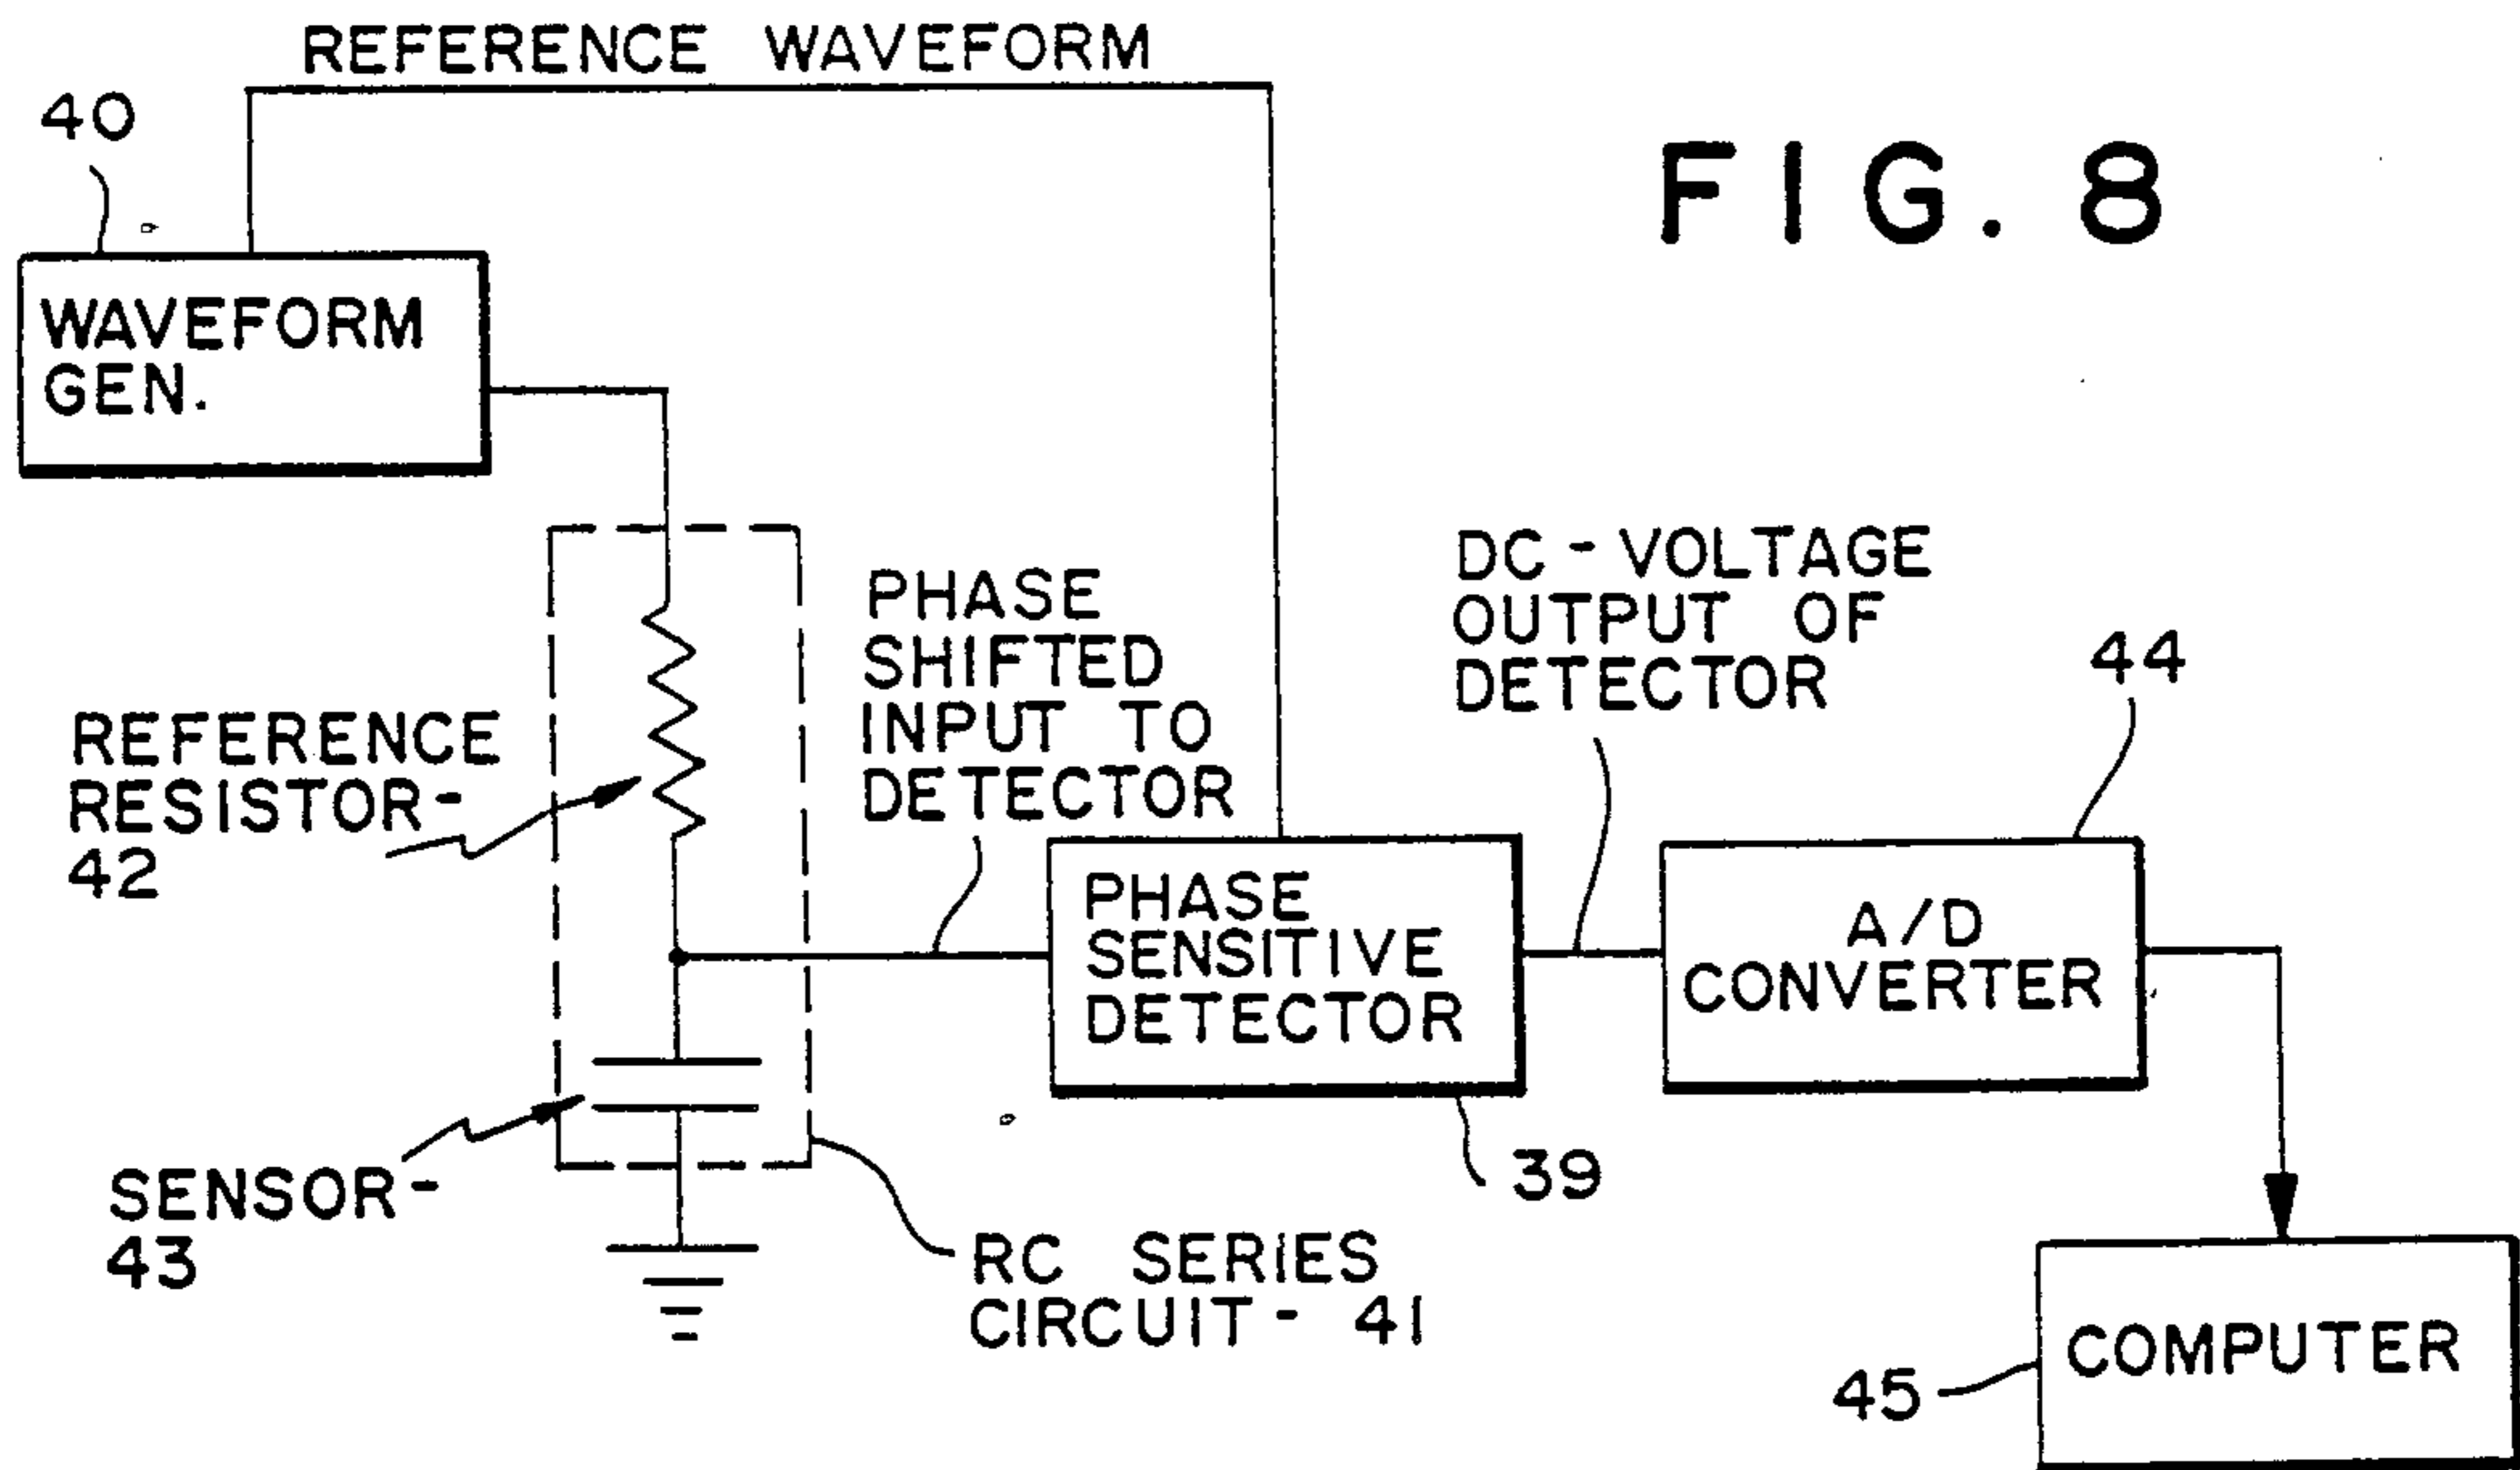 REFERENCE WAVEFORM
40
FIG. 8
WAVEFORM
GEN.
PHASE
SHIFTED
INPUT TO
DETECTOR
DC-VOLTAGE
OUTPUT OF
DETECTOR
44
REFERENCE
RESISTOR-
42
PHASE
SENSITIVE
DETECTOR
A/D
CONVERTER
39
SENSOR-
43
RC SERIES
CIRCUIT- 41
COMPUTER
45